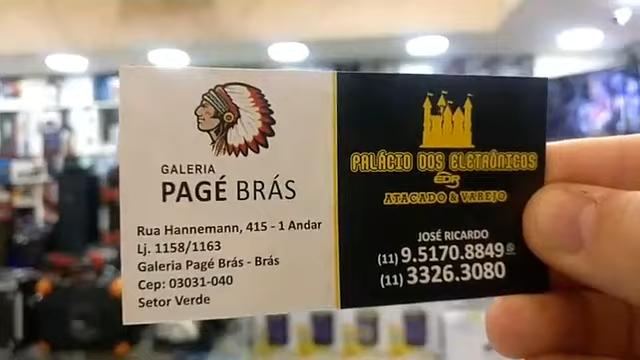 GALERIA
PAGÉ BRÁS
Rua Hannemann, 415 - 1 Andar
Lj. 1158/1163
Galeria Pagé Brás - Brás
Cep: 03031-040
Setor Verde
PALÁCIO DOS ELETRÔNICOS
EDR
ATACADO & VAREJO
JOSÉ RICARDO
(11) 9.5170.8849
(11) 3326.3080